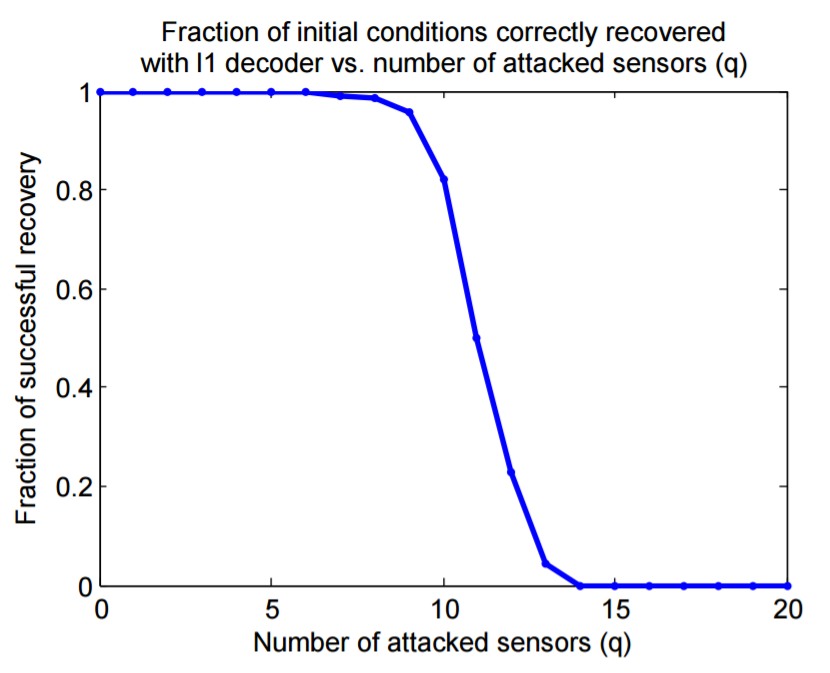 Fraction of initial conditions correctly recovered
with l1 decoder vs. number of attacked sensors (q)
Fraction of successful recovery
1
0.8
0.6
0.4
0.2
0
0 5 10 15 20
Number of attacked sensors (q)